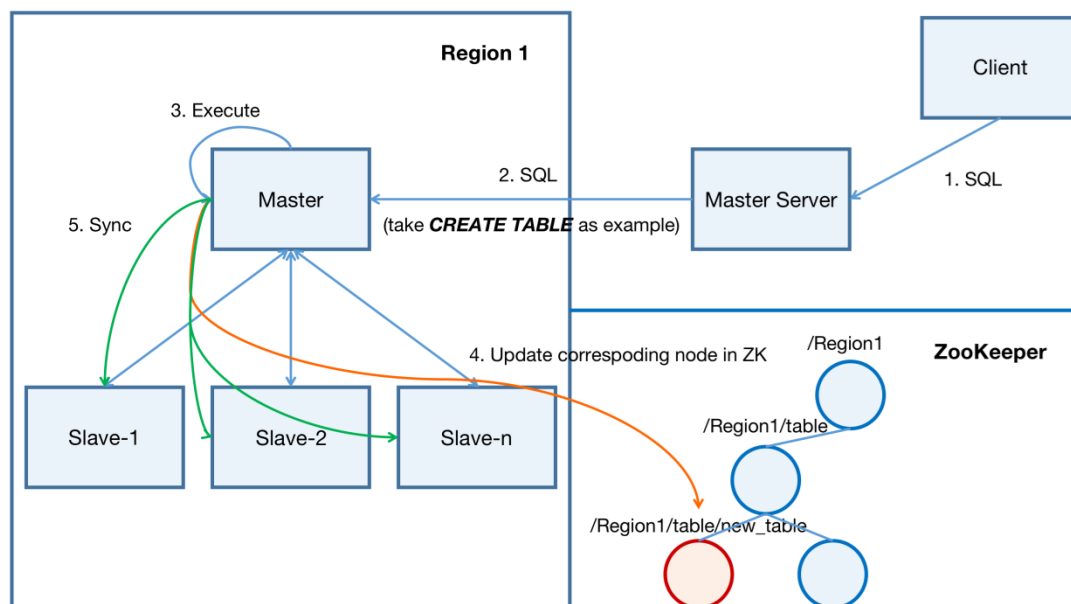 Region 1
Client
3. Execute
2. SQL
1. SQL
Master
Master Server
(take CREATE TABLE as example)
5. Sync
4. Update correspoding node in ZK
/Region1
ZooKeeper
Slave-1
Slave-2
Slave-n
/Region1/table
/Region1/table/new_table